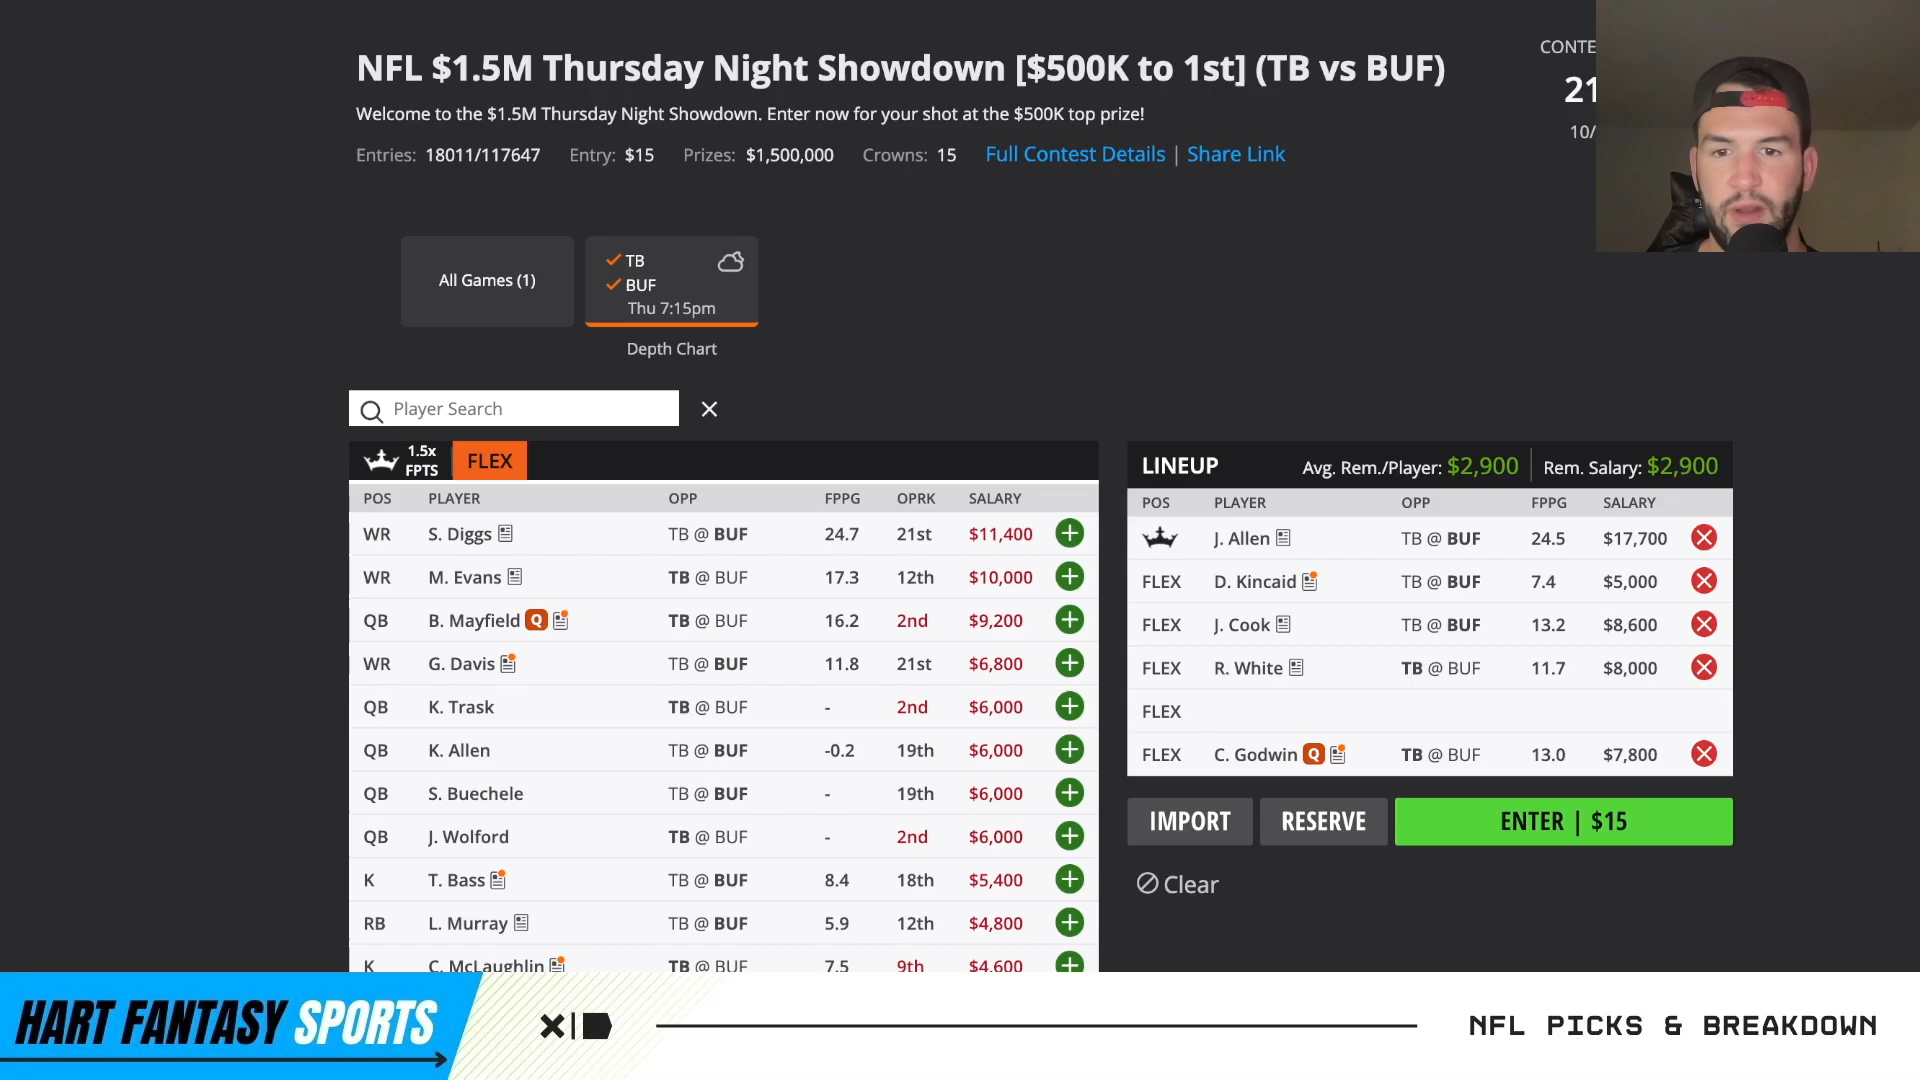 NFL $1.5M Thursday Night Showdown [$500K to 1st] (TB vs BUF)
CONTE
Welcome to the $1.5M Thursday Night Showdown. Enter now for your shot at the $500K top prize!
21
10/
Entries: 18011/117647 Entry: $15 Prizes: $1,500,000 Crowns: 15 Full Contest Details | Share Link
All Games (1)
TB
BUF
Thu 7:15pm
Depth Chart
Player Search
1.5x
FPTS
FLEX
POS PLAYER OPP FPPG OPRK SALARY
WR S. Diggs TB @ BUF 24.7 21st $11,400
WR M. Evans TB @ BUF 17.3 12th $10,000
QB B. Mayfield Q TB @ BUF 16.2 2nd $9,200
WR G. Davis TB @ BUF 11.8 21st $6,800
QB K. Trask TB @ BUF - 2nd $6,000
QB K. Allen TB @ BUF -0.2 19th $6,000
QB S. Buechele TB @ BUF - 19th $6,000
QB J. Wolford TB @ BUF - 2nd $6,000
K T. Bass TB @ BUF 8.4 18th $5,400
RB L. Murray TB @ BUF 5.9 12th $4,800
K C. McLaughlin TB @ BUF 7.5 9th $4,600
LINEUP Avg. Rem./Player: $2,900 Rem. Salary: $2,900
POS PLAYER OPP FPPG SALARY
J. Allen TB @ BUF 24.5 $17,700
FLEX D. Kincaid TB @ BUF 7.4 $5,000
FLEX J. Cook TB @ BUF 13.2 $8,600
FLEX R. White TB @ BUF 11.7 $8,000
FLEX
FLEX C. Godwin Q TB @ BUF 13.0 $7,800
IMPORT RESERVE ENTER | $15
Clear
HART FANTASY SPORTS
NFL PICKS & BREAKDOWN